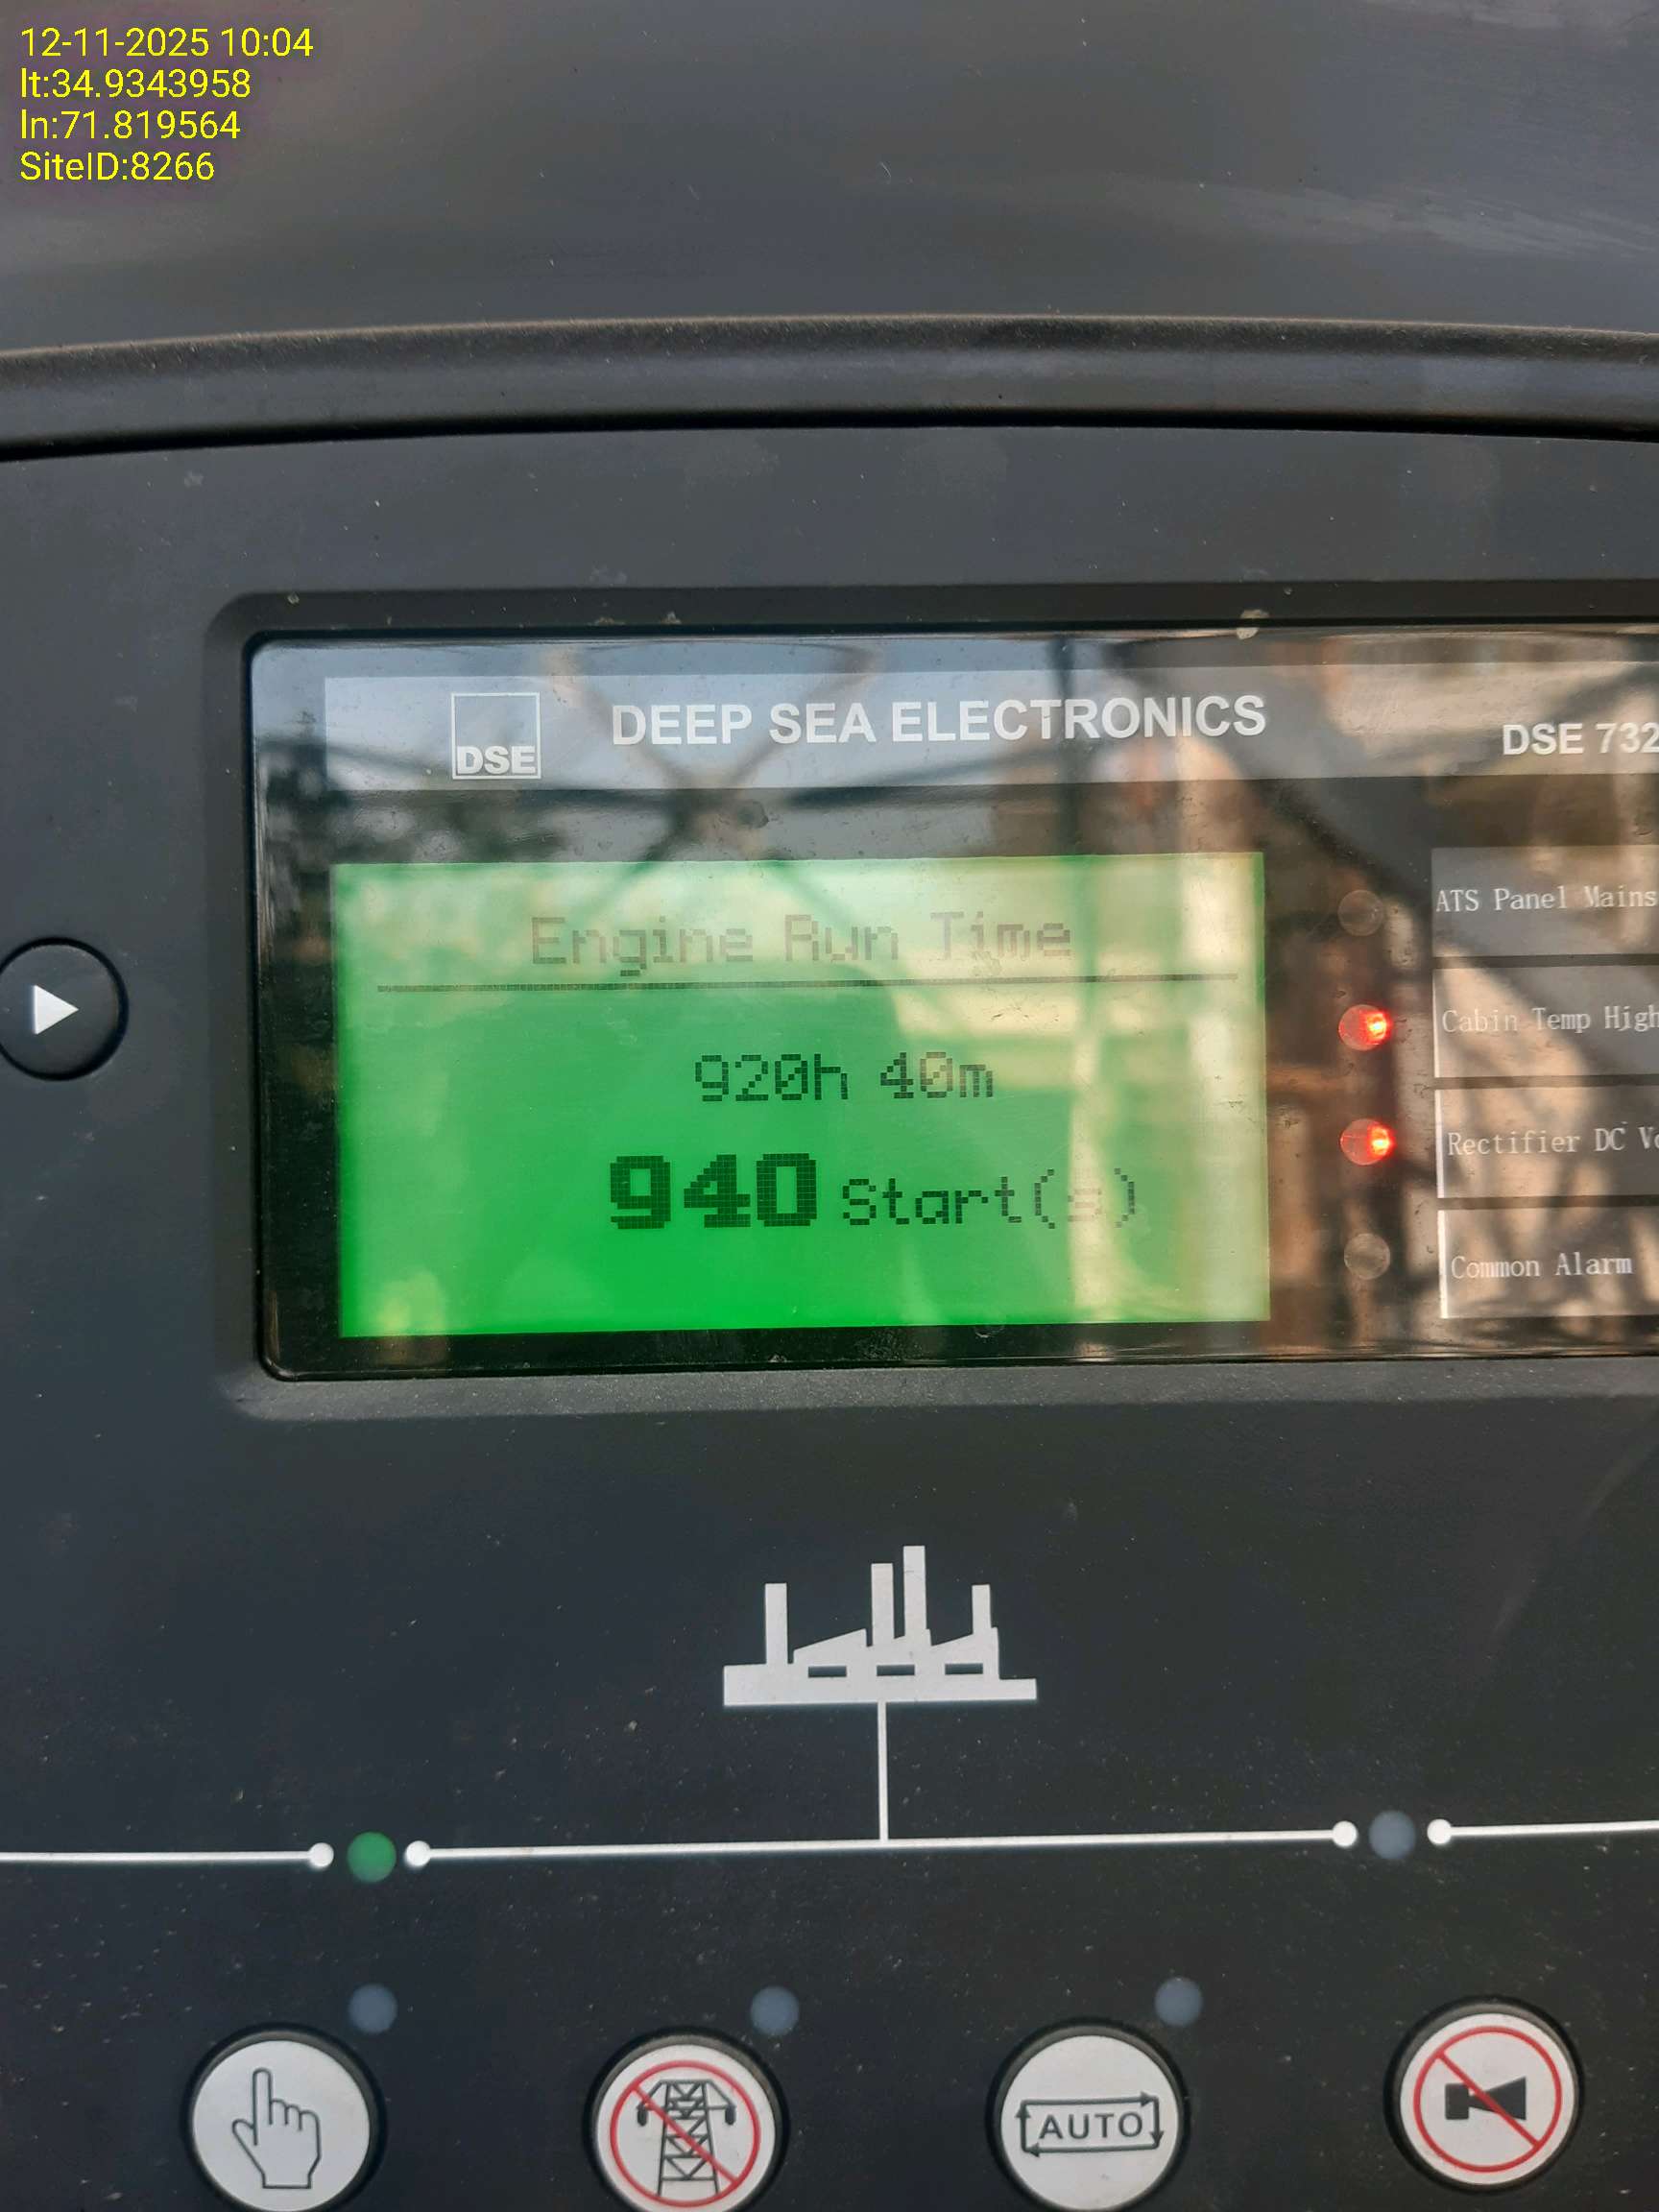 12-11-2025 10:04
lt:34.9343958
ln:71.819564
SiteID:8266
DSE
DEEP SEA ELECTRONICS
DSE
Engine Run Time
920h 40m
940 Start(s)
ATS Panel Mains
Cabin Temp High
Rectifier DC
Common Alarm
AUTO